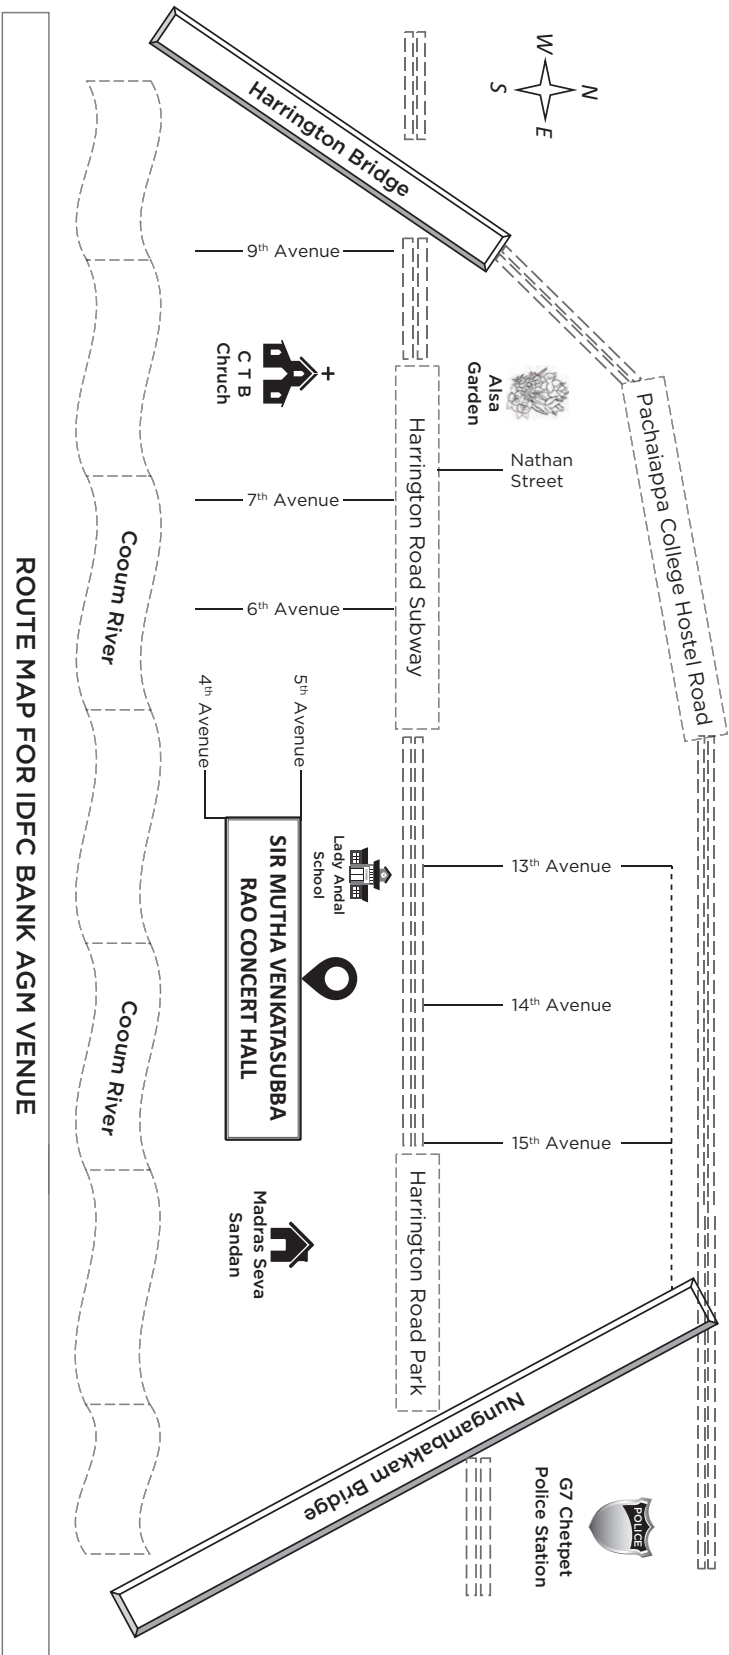 W
N
S
E
Harrington Bridge
Pachaiappa College Hostel Road
Alsa
Garden
Nathan
Street
Harrington Road Subway
9th Avenue
C T B
Chruch
7th Avenue
6th Avenue
5th Avenue
4th Avenue
13th Avenue
14th Avenue
15th Avenue
Lady Andal
School
SIR MUTHA VENKATASUBBA
RAO CONCERT HALL
Harrington Road Park
Madras Seva
Sandan
Nungambakkam Bridge
POLICE
G7 Chetpet
Police Station
Cooum River
Cooum River
ROUTE MAP FOR IDFC BANK AGM VENUE